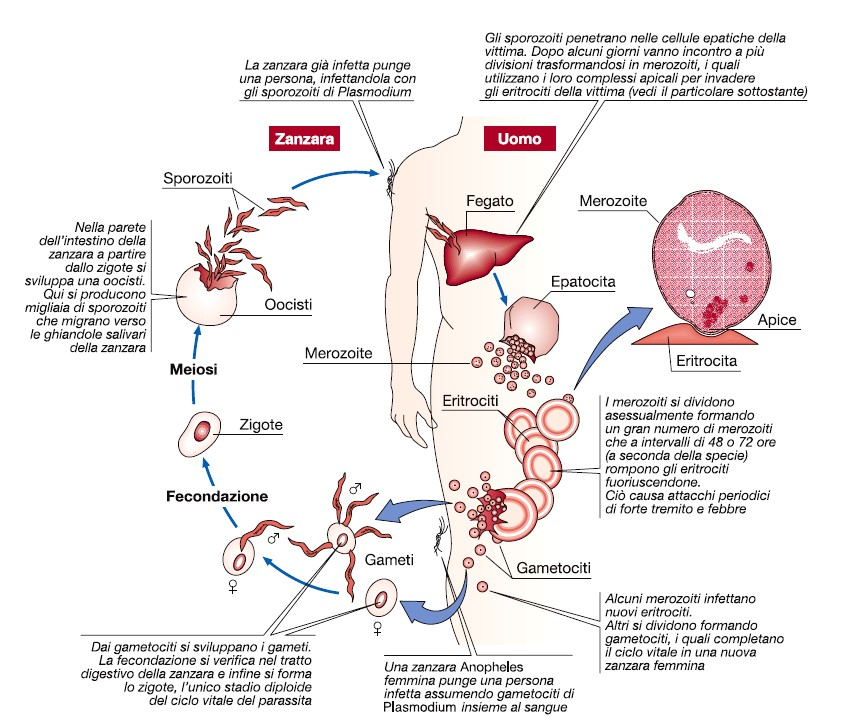 Gli sporozoiti penetrano nelle cellule epatiche della
vittima. Dopo alcuni giorni vanno incontro a più
divisioni trasformandosi in merozoiti, i quali
utilizzano i loro complessi apicali per invadere
gli eritrociti della vittima (vedi il particolare sottostante)
La zanzara già infetta punge
una persona, infettandola con
gli sporozoiti di Plasmodium
Zanzara
Uomo
Sporozoiti
Fegato
Merozoite
Nella parete
dell'intestino della
zanzara a partire
dallo zigote si
sviluppa una oocisti.
Qui si producono
migliaia di sporozoiti
che migrano verso
le ghiandole salivari
della zanzara
Oocisti
Epatocita
Apice
Eritrocita
Merozoite
Meiosi
Eritrociti
I merozoiti si dividono
asessualmente formando
un gran numero di merozoiti
che a intervalli di 48 o 72 ore
(a seconda della specie)
rompono gli eritrociti
fuoriuscendone.
Ciò causa attacchi periodici
di forte tremito e febbre
Zigote
Fecondazione
♂
♂
♀
Gameti
♀
Gametociti
Alcuni merozoiti infettano
nuovi eritrociti.
Altri si dividono formando
gametociti, i quali completano
il ciclo vitale in una nuova
zanzara femmina
Dai gametociti si sviluppano i gameti.
La fecondazione si verifica nel tratto
digestivo della zanzara e infine si forma
lo zigote, l'unico stadio diploide
del ciclo vitale del parassita
Una zanzara Anopheles
femmina punge una persona
infetta assumendo gametociti di
Plasmodium insieme al sangue